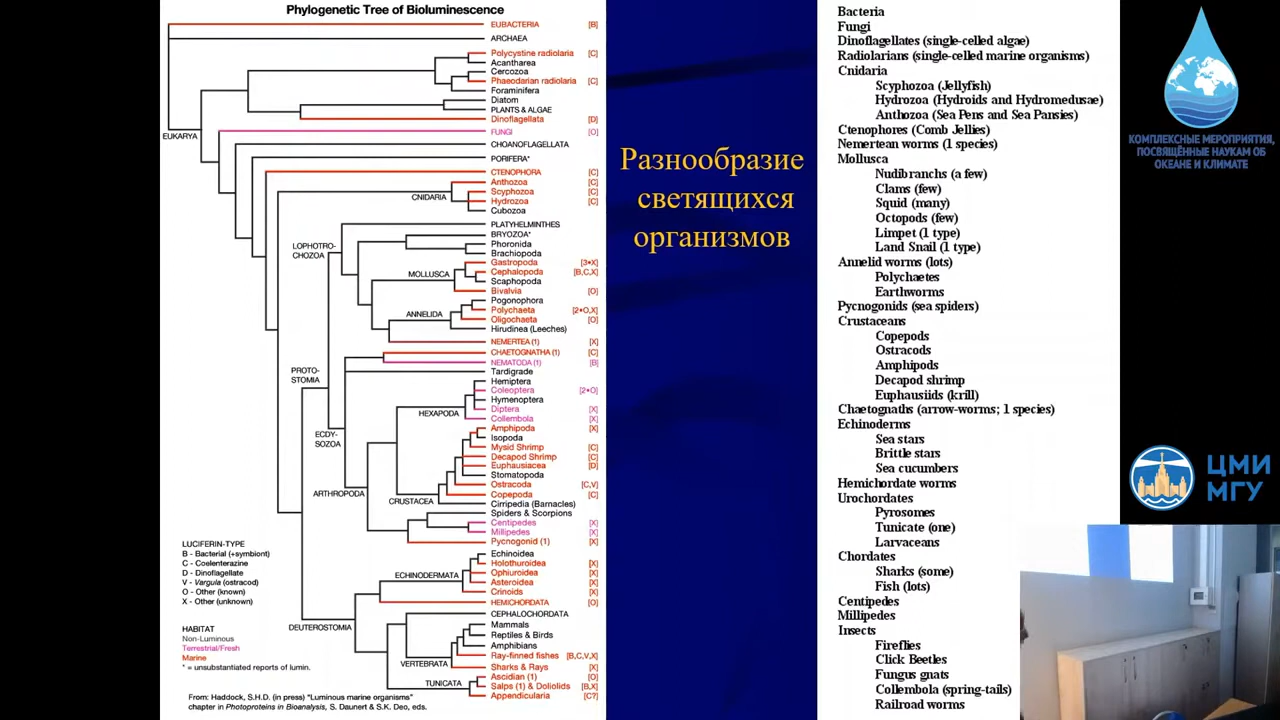 Phylogenetic Tree of Bioluminescence
EUBACTERIA [B]
ARCHAEA
Polycystine radiolaria [C]
Acantharea
Cercozoa
Phaeodarian radiolaria [C]
Foraminifera
Diatom
PLANTS & ALGAE
Dinoflagellata [D]
EUKARYA
FUNGI [O]
CHOANOFLAGELLATA
PORIFERA*
CTENOPHORA [C]
Anthozoa [C]
CNIDARIA
Scyphozoa [C]
Hydrozoa [C]
Cubozoa
PLATYHELMINTHES
BRYOZOA*
LOPHOTRO-
CHOZOA
Phoronida
Brachiopoda
Gastropoda [3•X]
MOLLUSCA
Cephalopoda [B,C,X]
Scaphopoda
Bivalvia [O]
Pogonophora
ANNELIDA
Polychaeta [2•O,X]
Oligochaeta [O]
Hirudinea (Leeches)
NEMERTEA (1) [X]
CHAETOGNATHA (1) [C]
NEMATODA (1) [B]
PROTO-
STOMIA
Tardigrade
Hemiptera
Coleoptera [2•O]
Hymenoptera
HEXAPODA
Diptera [X]
Collembola [X]
ECDY-
SOZOA
Amphipoda [X]
Isopoda
Mysid Shrimp [C]
Decapod Shrimp [C]
Euphausiacea [D]
Stomatopoda
ARTHROPODA
CRUSTACEA
Ostracoda [C,V]
Copepoda [C]
Cirripedia (Barnacles)
Spiders & Scorpions
Centipedes [X]
Millipedes [X]
Pycnogonid (1) [X]
Echinoidea
Holothuroidea [X]
ECHINODERMATA
Ophiuroidea [X]
Asteroidea [X]
Crinoids [X]
HEMICHORDATA [O]
CEPHALOCHORDATA
DEUTEROSTOMIA
Mammals
Reptiles & Birds
Amphibians
VERTEBRATA
Ray-finned fishes [B,C,V,X]
Sharks & Rays [X]
TUNICATA
Ascidian (1) [O]
Salps (1) & Doliolids [B,X]
Appendicularia [C?]
LUCIFERIN-TYPE
B - Bacterial (+symbiont)
C - Coelenterazine
D - Dinoflagellate
V - Vargula (ostracod)
O - Other (known)
X - Other (unknown)
HABITAT
Non-Luminous
Terrestrial/Fresh
Marine
* = unsubstantiated reports of lumin.
From: Haddock, S.H.D. (in press) "Luminous marine organisms"
chapter in Photoproteins in Bioanalysis, S. Daunert & S.K. Deo, eds.
Разнообразие
светящихся
организмов
Bacteria
Fungi
Dinoflagellates (single-celled algae)
Radiolarians (single-celled marine organisms)
Cnidaria
Scyphozoa (Jellyfish)
Hydrozoa (Hydroids and Hydromedusae)
Anthozoa (Sea Pens and Sea Pansies)
Ctenophores (Comb Jellies)
Nemertean worms (1 species)
Mollusca
Nudibranchs (a few)
Clams (few)
Squid (many)
Octopods (few)
Limpet (1 type)
Land Snail (1 type)
Annelid worms (lots)
Polychaetes
Earthworms
Pycnogonids (sea spiders)
Crustaceans
Copepods
Ostracods
Amphipods
Decapod shrimp
Euphausiids (krill)
Chaetognaths (arrow-worms; 1 species)
Echinoderms
Sea stars
Brittle stars
Sea cucumbers
Hemichordate worms
Urochordates
Pyrosomes
Tunicate (one)
Larvaceans
Chordates
Sharks (some)
Fish (lots)
Centipedes
Millipedes
Insects
Fireflies
Click Beetles
Fungus gnats
Collembola (spring-tails)
Railroad worms
КОМПЛЕКСНЫЕ МЕРОПРИЯТИЯ,
ПОСВЯЩЁННЫЕ НАУКАМ ОБ
ОКЕАНЕ И КЛИМАТЕ
ЦМИ
МГУ